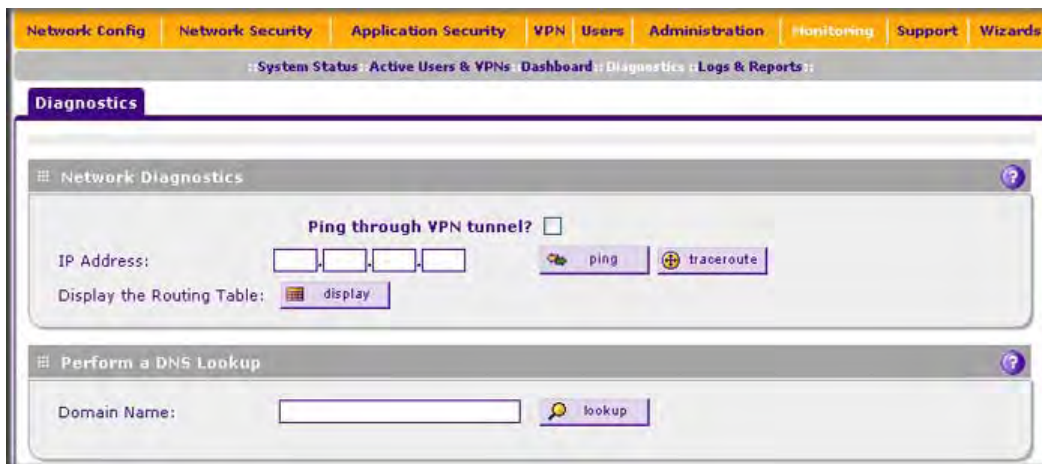 Network Config Network Security Application Security VPN Users Administration Monitoring Support Wizards
:: System Status :: Active Users & VPNs :: Dashboard :: Diagnostics :: Logs & Reports ::
Diagnostics
Network Diagnostics ?
Ping through VPN tunnel?
IP Address: . . . ping traceroute
Display the Routing Table: display
Perform a DNS Lookup ?
Domain Name: lookup